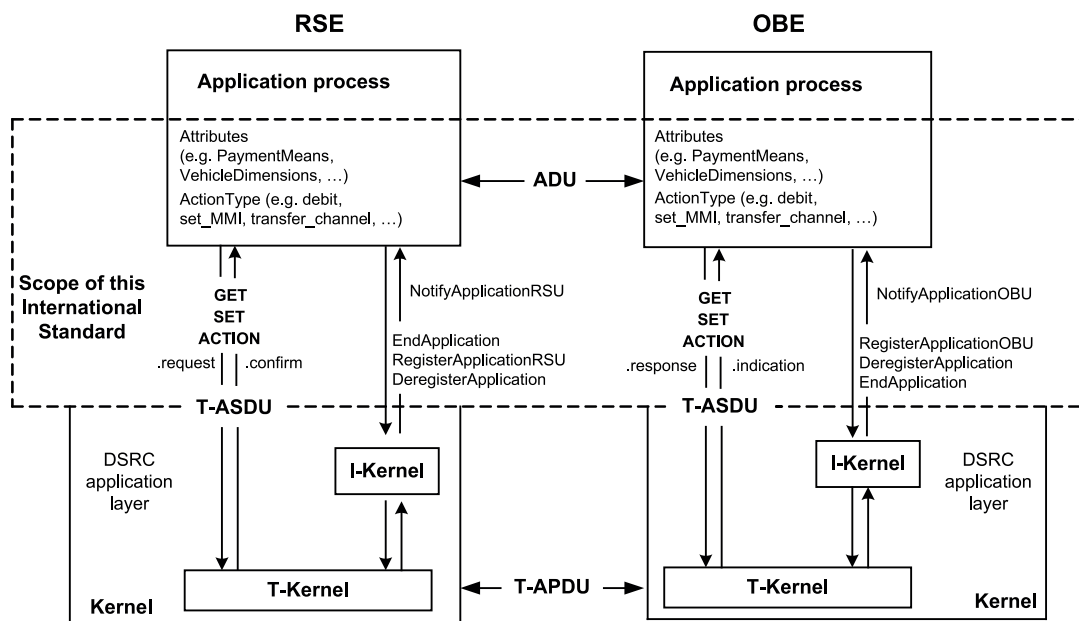 RSE
OBE
Application process
Attributes
(e.g. PaymentMeans,
VehicleDimensions, …)
ActionType (e.g. debit,
set_MMI, transfer_channel, …)
ADU
Application process
Attributes
(e.g. PaymentMeans,
VehicleDimensions, …)
ActionType (e.g. debit,
set_MMI, transfer_channel, …)
Scope of this
International
Standard
GET
SET
ACTION
.request
.confirm
T-ASDU
NotifyApplicationRSU
EndApplication
RegisterApplicationRSU
DeregisterApplication
GET
SET
ACTION
.response
.indication
T-ASDU
NotifyApplicationOBU
RegisterApplicationOBU
DeregisterApplication
EndApplication
DSRC
application
layer
I-Kernel
T-Kernel
Kernel
T-APDU
I-Kernel
DSRC
application
layer
T-Kernel
Kernel